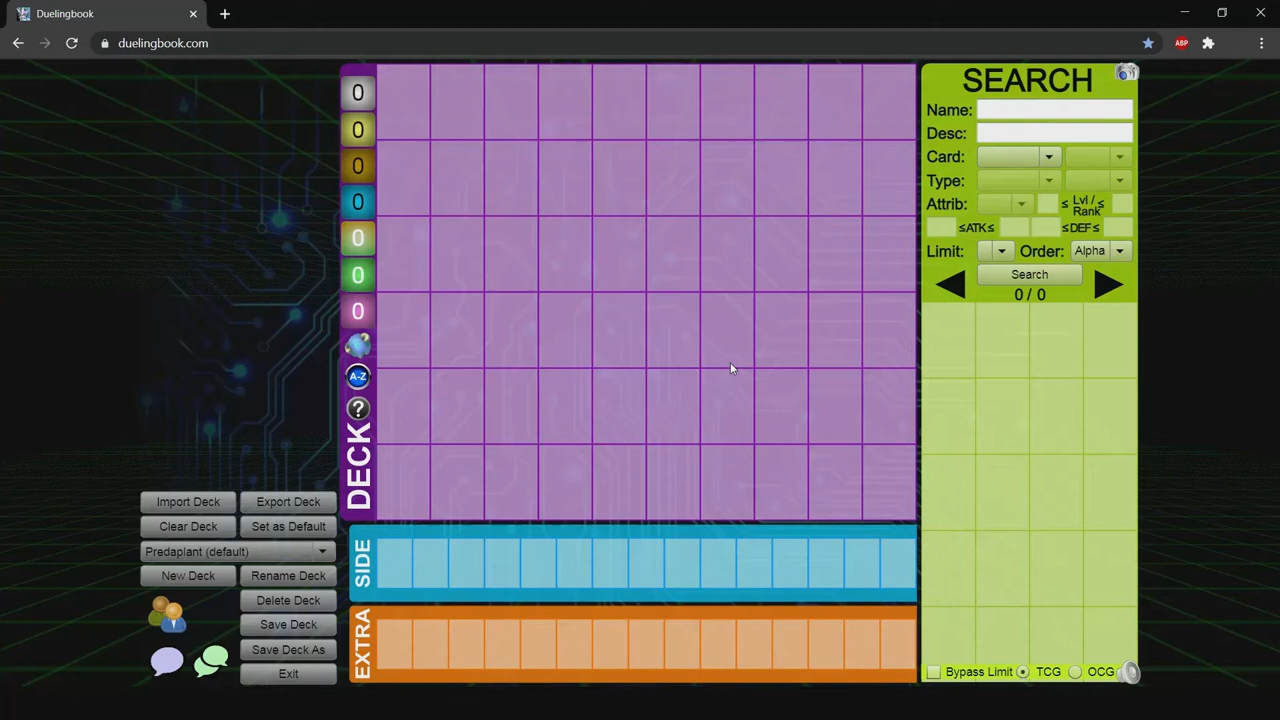 Duelingbook
duelingbook.com
ABP
0
0
0
0
0
0
0
A-Z
?
DECK
SIDE
EXTRA
Import Deck
Export Deck
Clear Deck
Set as Default
Predaplant (default)
New Deck
Rename Deck
Delete Deck
Save Deck
Save Deck As
Exit
SEARCH
Name:
Desc:
Card:
Type:
Attrib:
≤ Lvl / Rank ≤
≤ATK≤
≤DEF≤
Limit:
Order: Alpha
Search
0 / 0
Bypass Limit TCG OCG